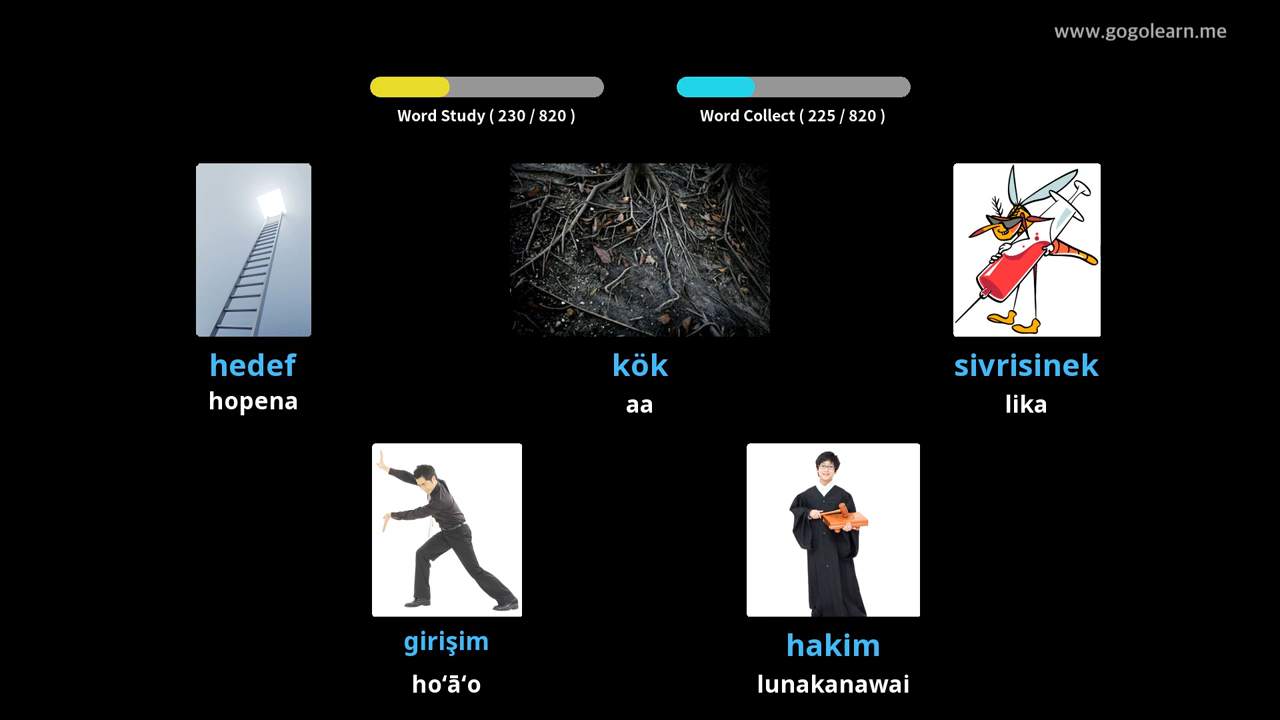 www.gogolearn.me
Word Study ( 230 / 820 )
Word Collect ( 225 / 820 )
hedef
hopena
kök
aa
sivrisinek
lika
girişim
hoʻāʻo
hakim
lunakanawai